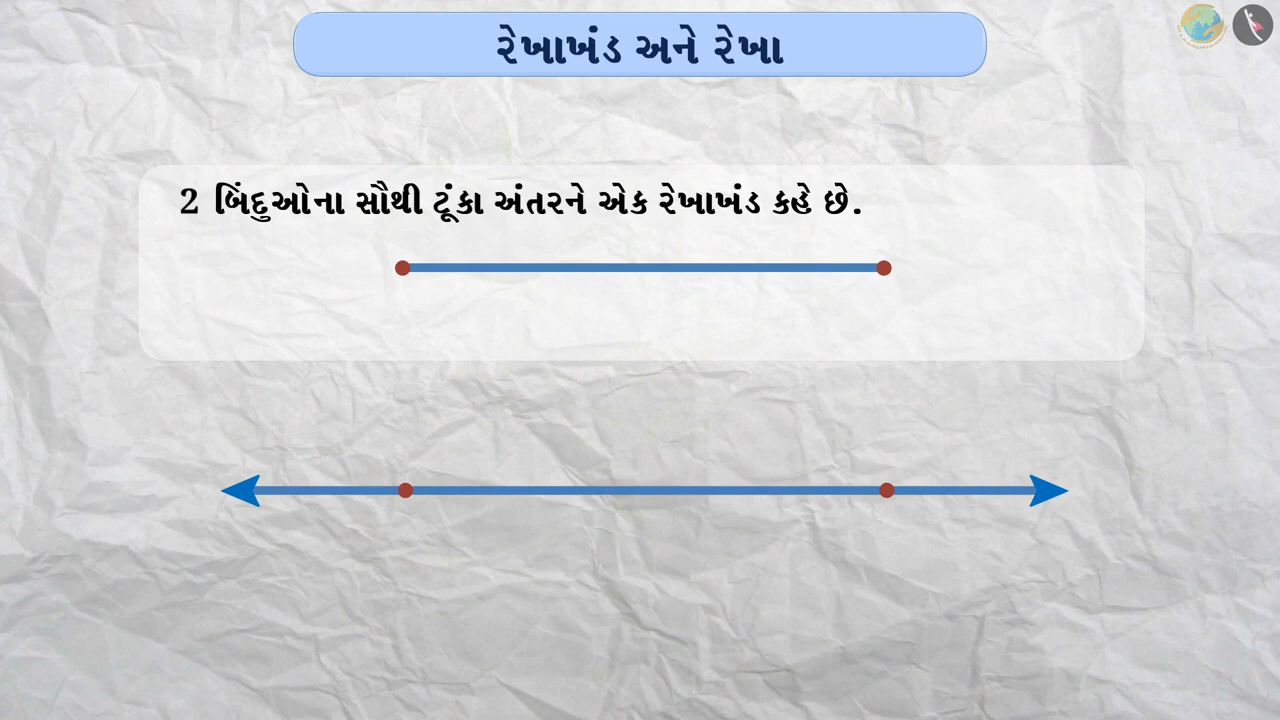 રેખાખંડ અને રેખા
2 બિંદુઓના સૌથી ટૂંકા અંતરને એક રેખાખંડ કહે છે.